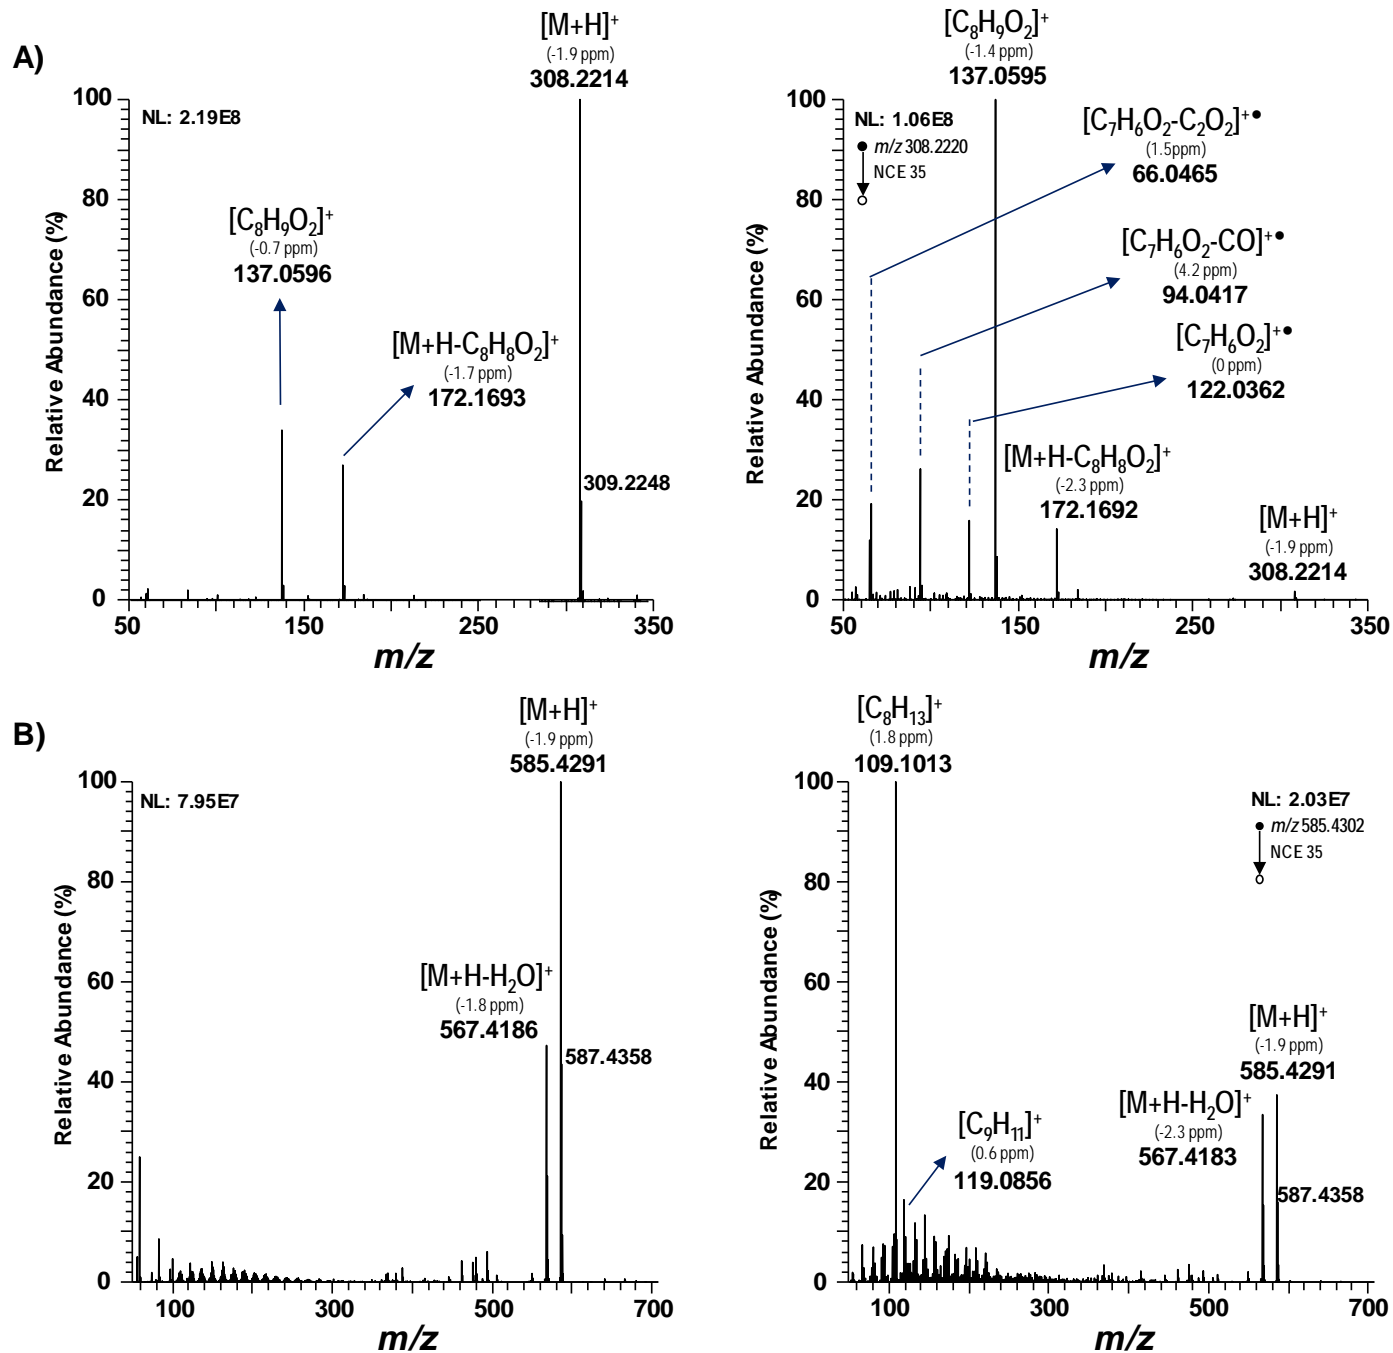 A)
[M+H]⁺
(-1.9 ppm)
308.2214
NL: 2.19E8
[C₈H₉O₂]⁺
(-0.7 ppm)
137.0596
[M+H-C₈H₈O₂]⁺
(-1.7 ppm)
172.1693
309.2248
Relative Abundance (%)
100
80
60
40
20
0
50
150
250
350
m/z
[C₈H₉O₂]⁺
(-1.4 ppm)
137.0595
NL: 1.06E8
m/z 308.2220
NCE 35
[C₇H₆O₂-C₂O₂]⁺•
(1.5ppm)
66.0465
[C₇H₆O₂-CO]⁺•
(4.2 ppm)
94.0417
[C₇H₆O₂]⁺•
(0 ppm)
122.0362
[M+H-C₈H₈O₂]⁺
(-2.3 ppm)
172.1692
[M+H]⁺
(-1.9 ppm)
308.2214
Relative Abundance (%)
100
80
60
40
20
0
50
150
250
350
m/z
B)
[M+H]⁺
(-1.9 ppm)
585.4291
NL: 7.95E7
[M+H-H₂O]⁺
(-1.8 ppm)
567.4186
587.4358
Relative Abundance (%)
100
80
60
40
20
0
100
300
500
700
m/z
[C₈H₁₃]⁺
(1.8 ppm)
109.1013
NL: 2.03E7
m/z 585.4302
NCE 35
[M+H]⁺
(-1.9 ppm)
585.4291
[M+H-H₂O]⁺
(-2.3 ppm)
567.4183
[C₉H₁₁]⁺
(0.6 ppm)
119.0856
587.4358
Relative Abundance (%)
100
80
60
40
20
0
100
300
500
700
m/z